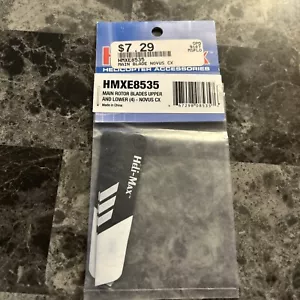 $7.29
HMXE8535
MAIN BLADE NOVUS CX
HELICOPTER ACCESSORIES
HMXE8535
MAIN ROTOR BLADES UPPER
AND LOWER (4) - NOVUS CX
Made in China
Heli-Max